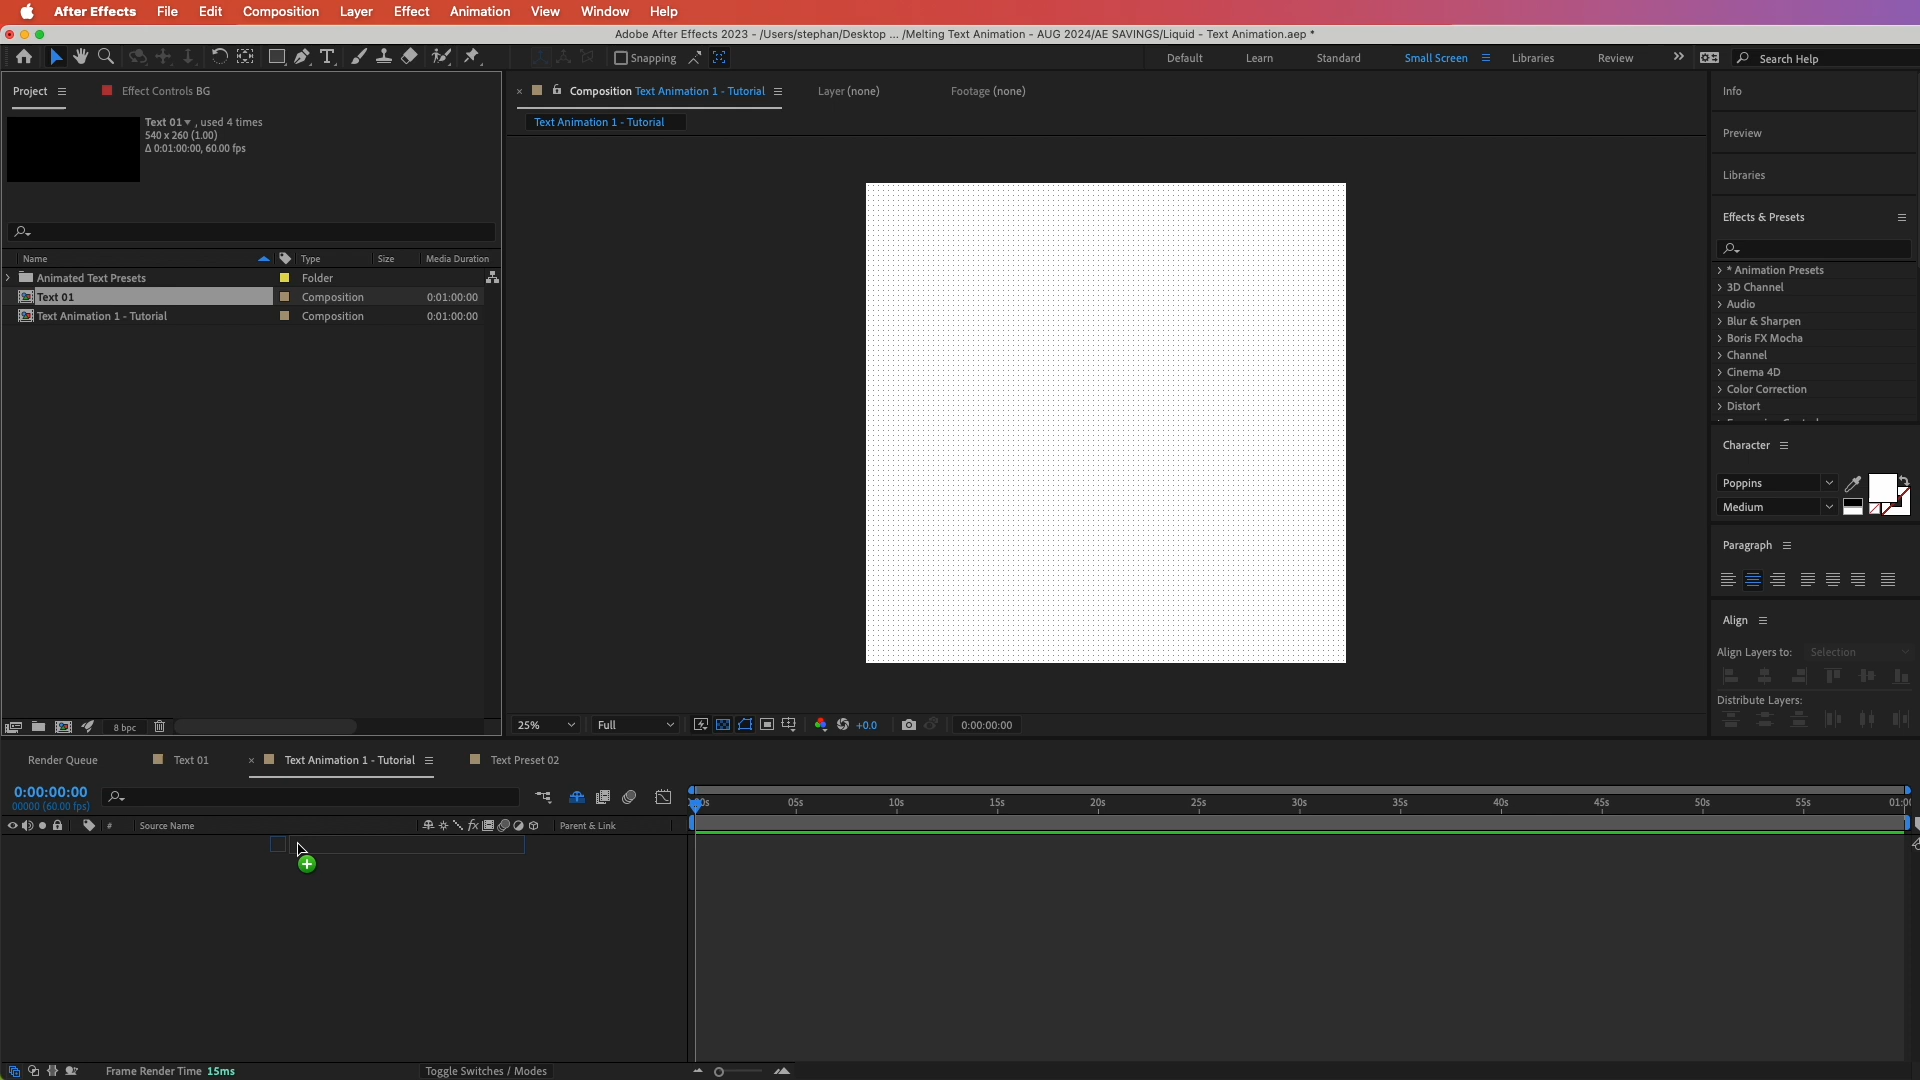 After Effects File Edit Composition Layer Effect Animation View Window Help
Adobe After Effects 2023 - /Users/stephan/Desktop ... /Melting Text Animation - AUG 2024/AE SAVINGS/Liquid - Text Animation.aep *
Snapping Default Learn Standard Small Screen Libraries Review Search Help
Project Effect Controls BG
Composition Text Animation 1 - Tutorial Layer (none) Footage (none)
Info
Text 01 , used 4 times
540 x 260 (1.00)
Δ 0:01:00:00, 60.00 fps
Text Animation 1 - Tutorial
Preview
Libraries
Effects & Presets
Name Type Size Media Duration
Animated Text Presets Folder
Text 01 Composition 0:01:00:00
Text Animation 1 - Tutorial Composition 0:01:00:00
* Animation Presets
3D Channel
Audio
Blur & Sharpen
Boris FX Mocha
Channel
Cinema 4D
Color Correction
Distort
Character
Poppins
Medium
Paragraph
Align
Align Layers to: Selection
Distribute Layers:
8 bpc
25% Full +0.0 0:00:00:00
Render Queue Text 01 Text Animation 1 - Tutorial Text Preset 02
0:00:00:00
00000 (60.00 fps)
05s 10s 15s 20s 25s 30s 35s 40s 45s 50s 55s
# Source Name fx Parent & Link
Frame Render Time 15ms Toggle Switches / Modes